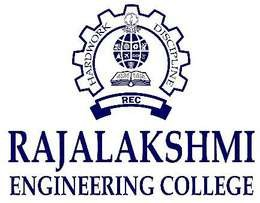 HARDWORK DISCIPLINE
REC
RAJALAKSHMI
ENGINEERING COLLEGE